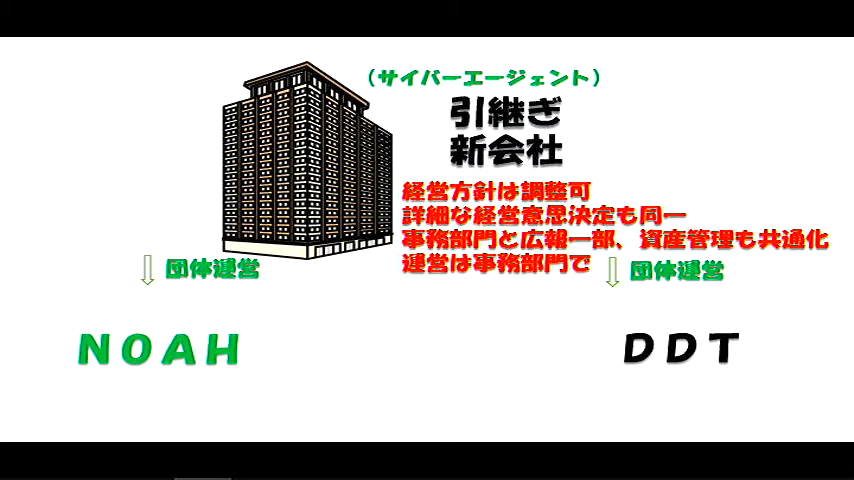 （サイバーエージェント）
引継ぎ
新会社
経営方針は調整可
詳細な経営意思決定も同一
事務部門と広報一部、資産管理も共通化
運営は事務部門で
団体運営
団体運営
NOAH
DDT